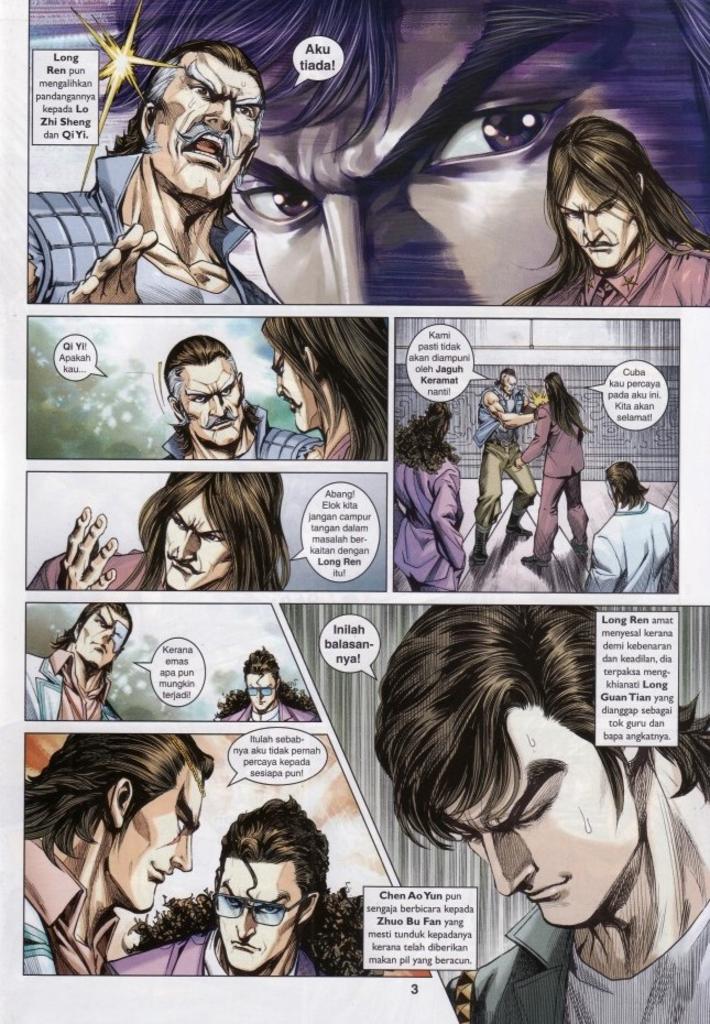 Long
Ren pun
mengalihkan
pandangannya
kepada Lo
Zhi Sheng
dan Qi Yi.
Aku
tiada!
Qi Yi!
Apakah
kau...
Kami
pasti tidak
akan diampuni
oleh Jaguh
Keramat
nanti!
Cuba
kau percaya
pada aku ini.
Kita akan
selamat!
Abang!
Elok kita
jangan campur
tangan dalam
masalah ber-
kaitan dengan
Long Ren
itu!
Kerana
emas
apa pun
mungkin
terjadi!
Inilah
balasan-
nya!
Long Ren amat
menyesal kerana
demi kebenaran
dan keadilan, dia
terpaksa meng-
khianati Long
Guan Tian yang
dianggap sebagai
tok guru dan
bapa angkatnya.
Itulah sebab-
nya aku tidak pernah
percaya kepada
sesiapa pun!
Chen Ao Yun pun
sengaja berbicara kepada
Zhuo Bu Fan yang
mesti tunduk kepadanya
kerana telah diberikan
makan pil yang beracun.
3